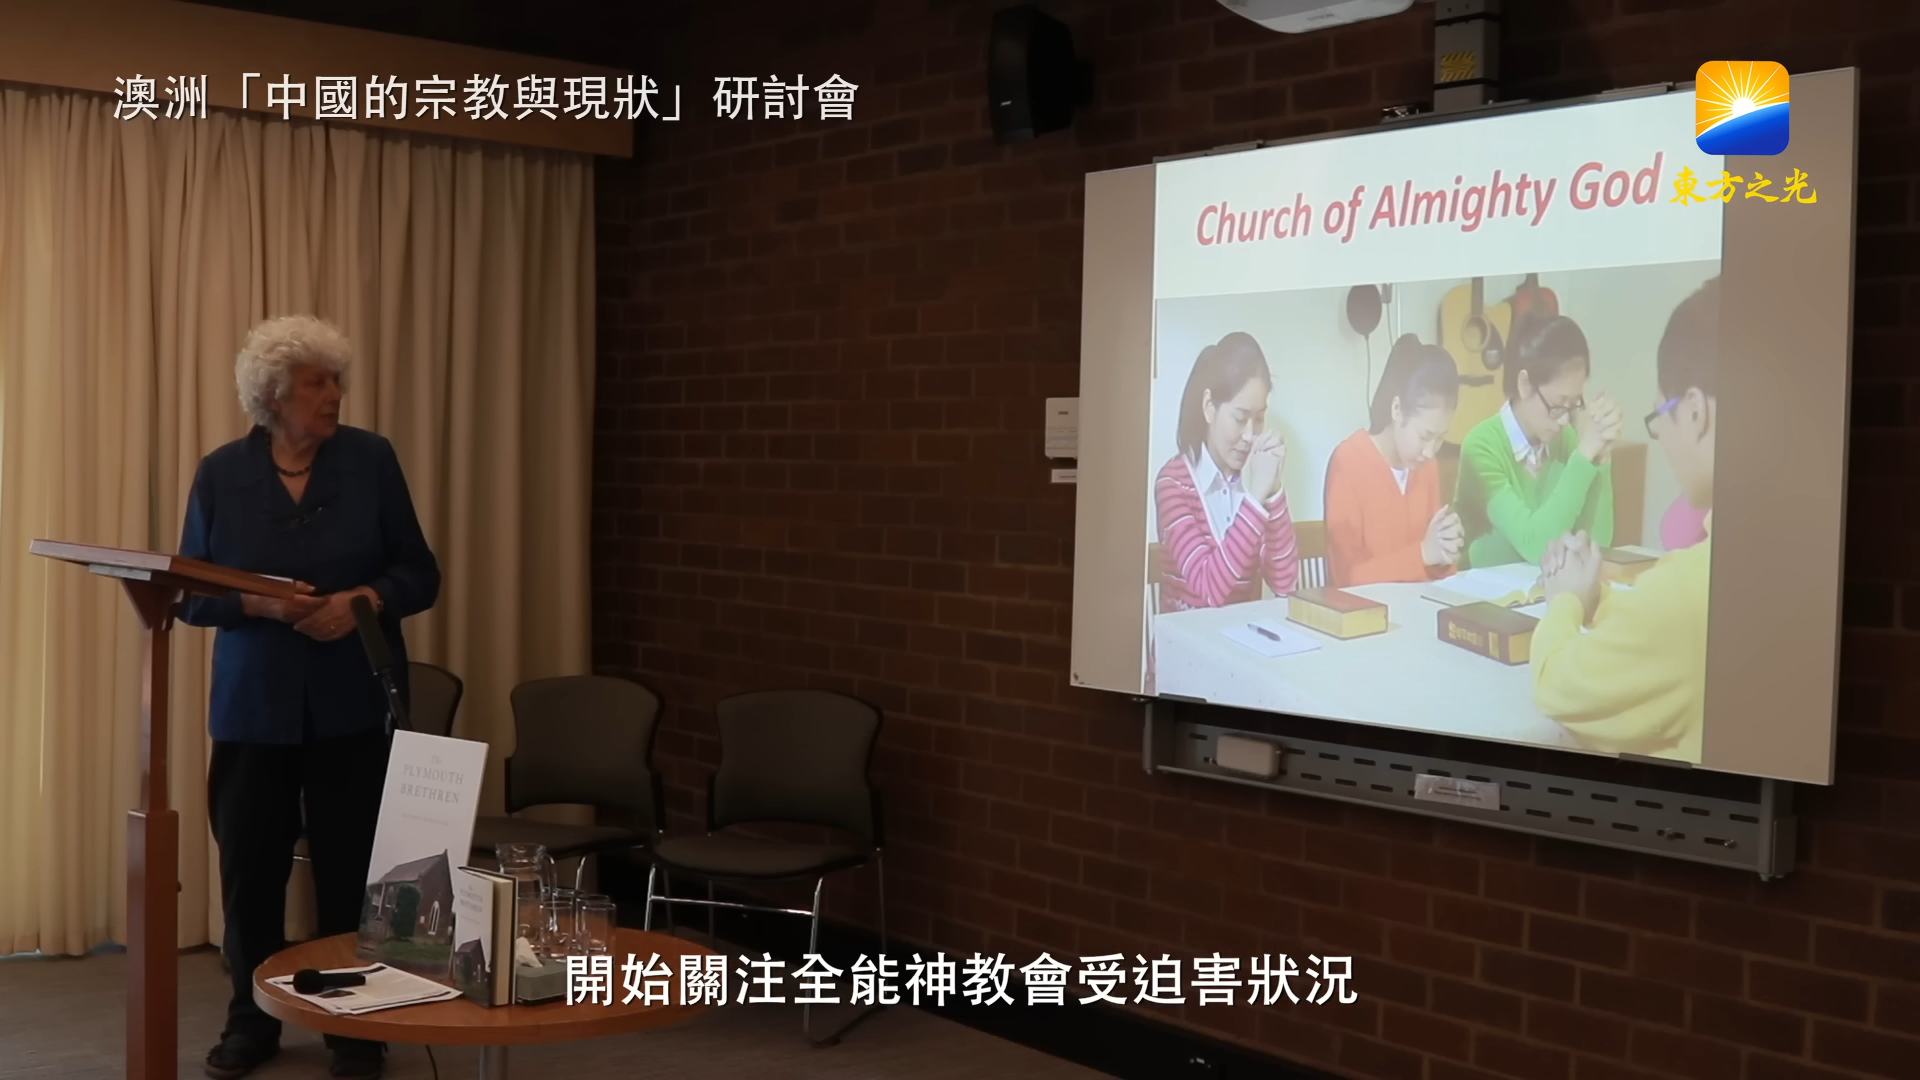 澳洲「中國的宗教與現狀」研討會
東方之光
Church of Almighty God
The
PLYMOUTH
BRETHREN
PLYMOUTH
BRETHREN
開始關注全能神教會受迫害狀況